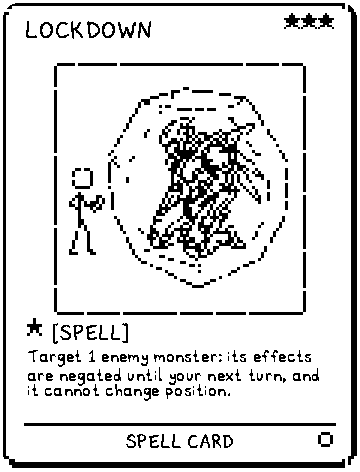 LOCKDOWN
[SPELL]
Target 1 enemy monster: its effects
are negated until your next turn, and
it cannot change position.
SPELL CARD